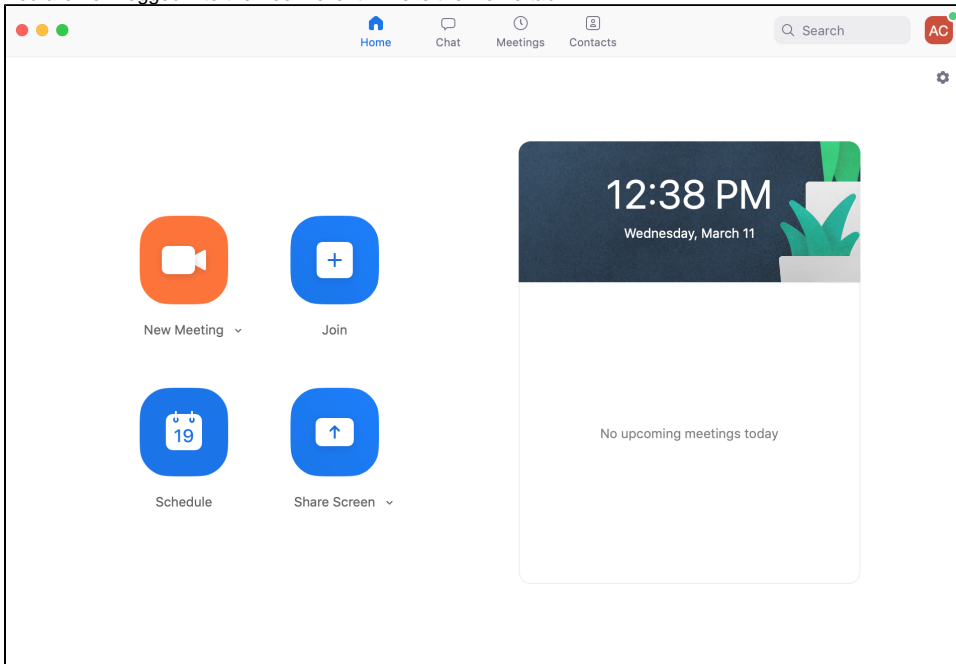 Home
Chat
Meetings
Contacts
Search
AC
12:38 PM
Wednesday, March 11
New Meeting
Join
19
Schedule
Share Screen
No upcoming meetings today